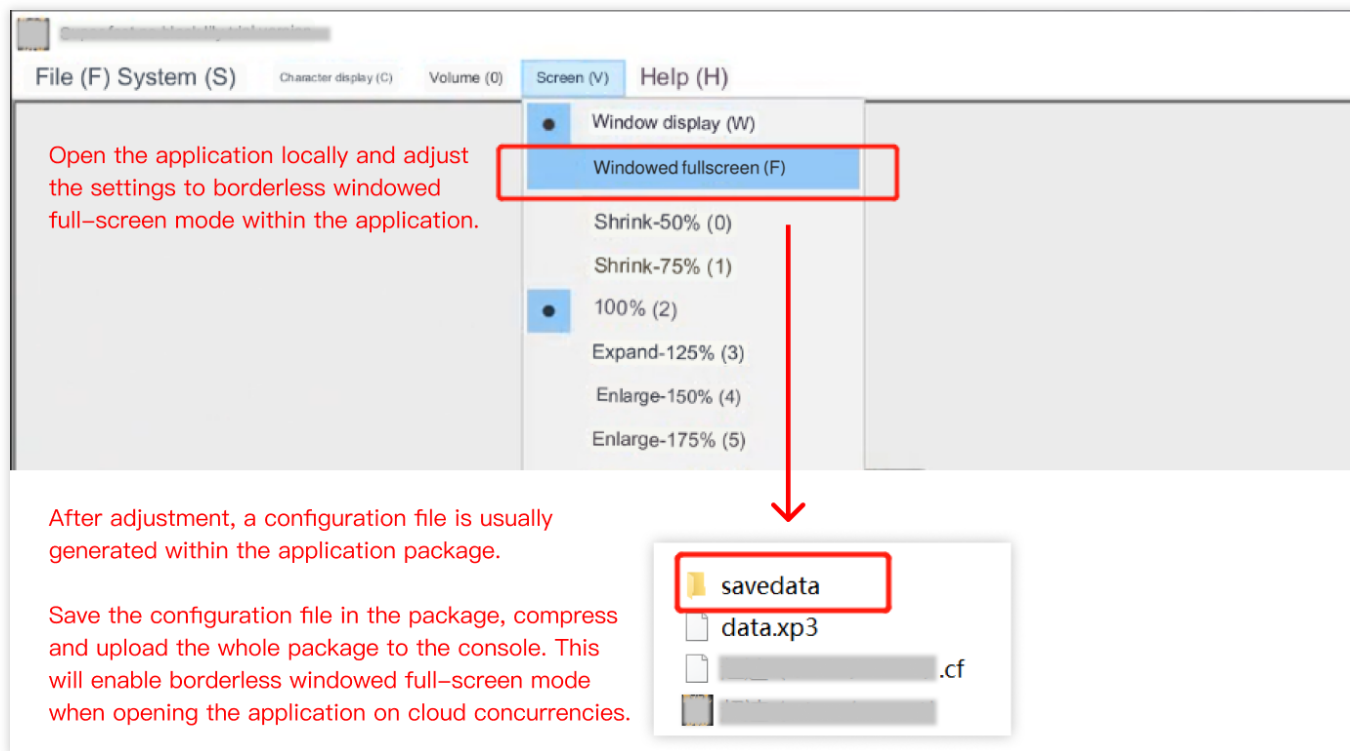 File (F) System (S) Character display (C) Volume (0) Screen (V) Help (H)
Window display (W)
Windowed fullscreen (F)
Shrink-50% (0)
Shrink-75% (1)
100% (2)
Expand-125% (3)
Enlarge-150% (4)
Enlarge-175% (5)
Open the application locally and adjust
the settings to borderless windowed
full-screen mode within the application.
After adjustment, a configuration file is usually
generated within the application package.
Save the configuration file in the package, compress
and upload the whole package to the console. This
will enable borderless windowed full-screen mode
when opening the application on cloud concurrencies.
savedata
data.xp3
.cf